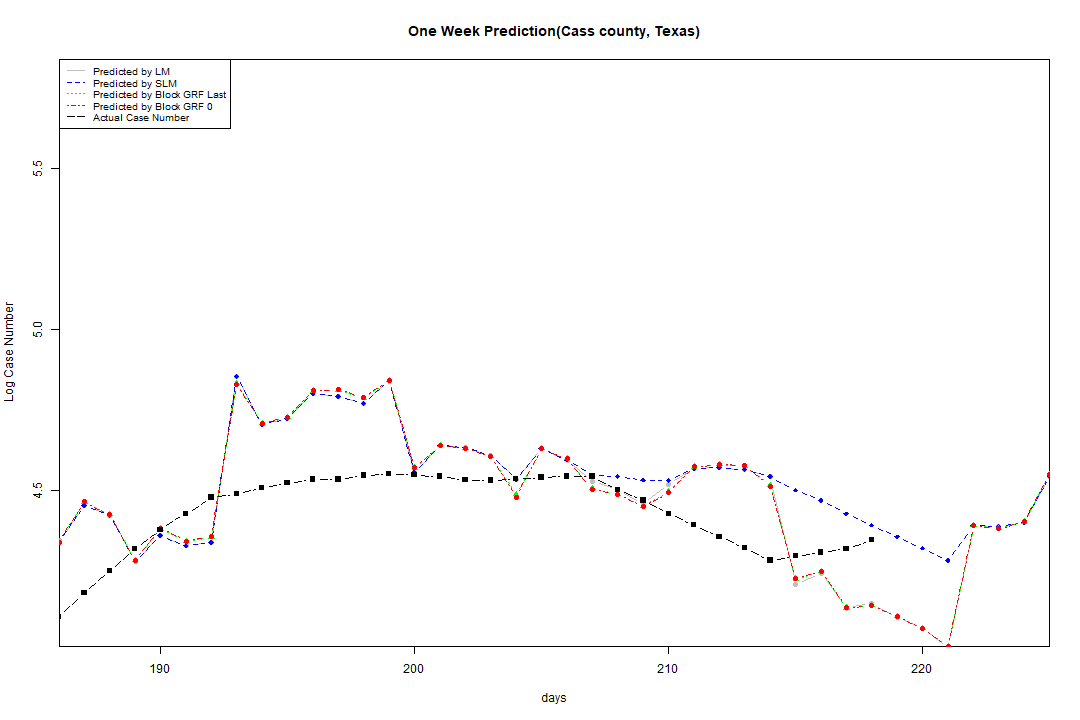 One Week Prediction(Cass county, Texas)
Predicted by LM
Predicted by SLM
Predicted by Block GRF Last
Predicted by Block GRF 0
Actual Case Number
5.5
5.0
4.5
Log Case Number
190
200
210
220
days